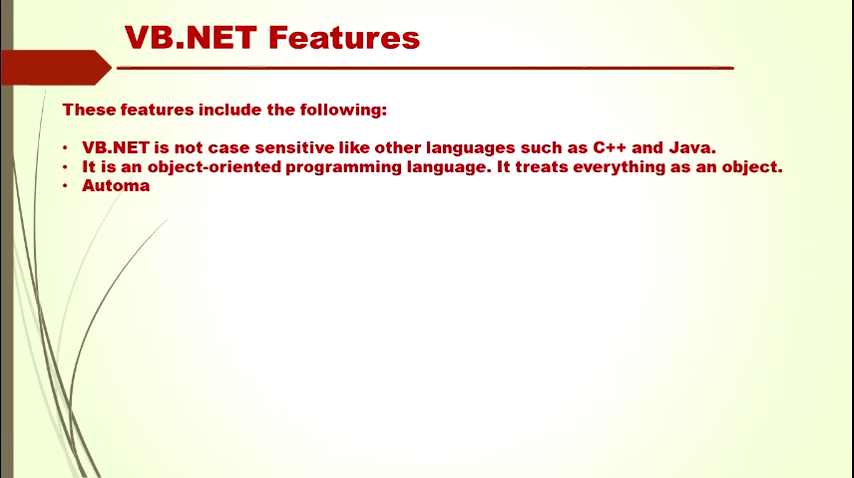 VB.NET Features
These features include the following:
• VB.NET is not case sensitive like other languages such as C++ and Java.
• It is an object-oriented programming language. It treats everything as an object.
• Automa